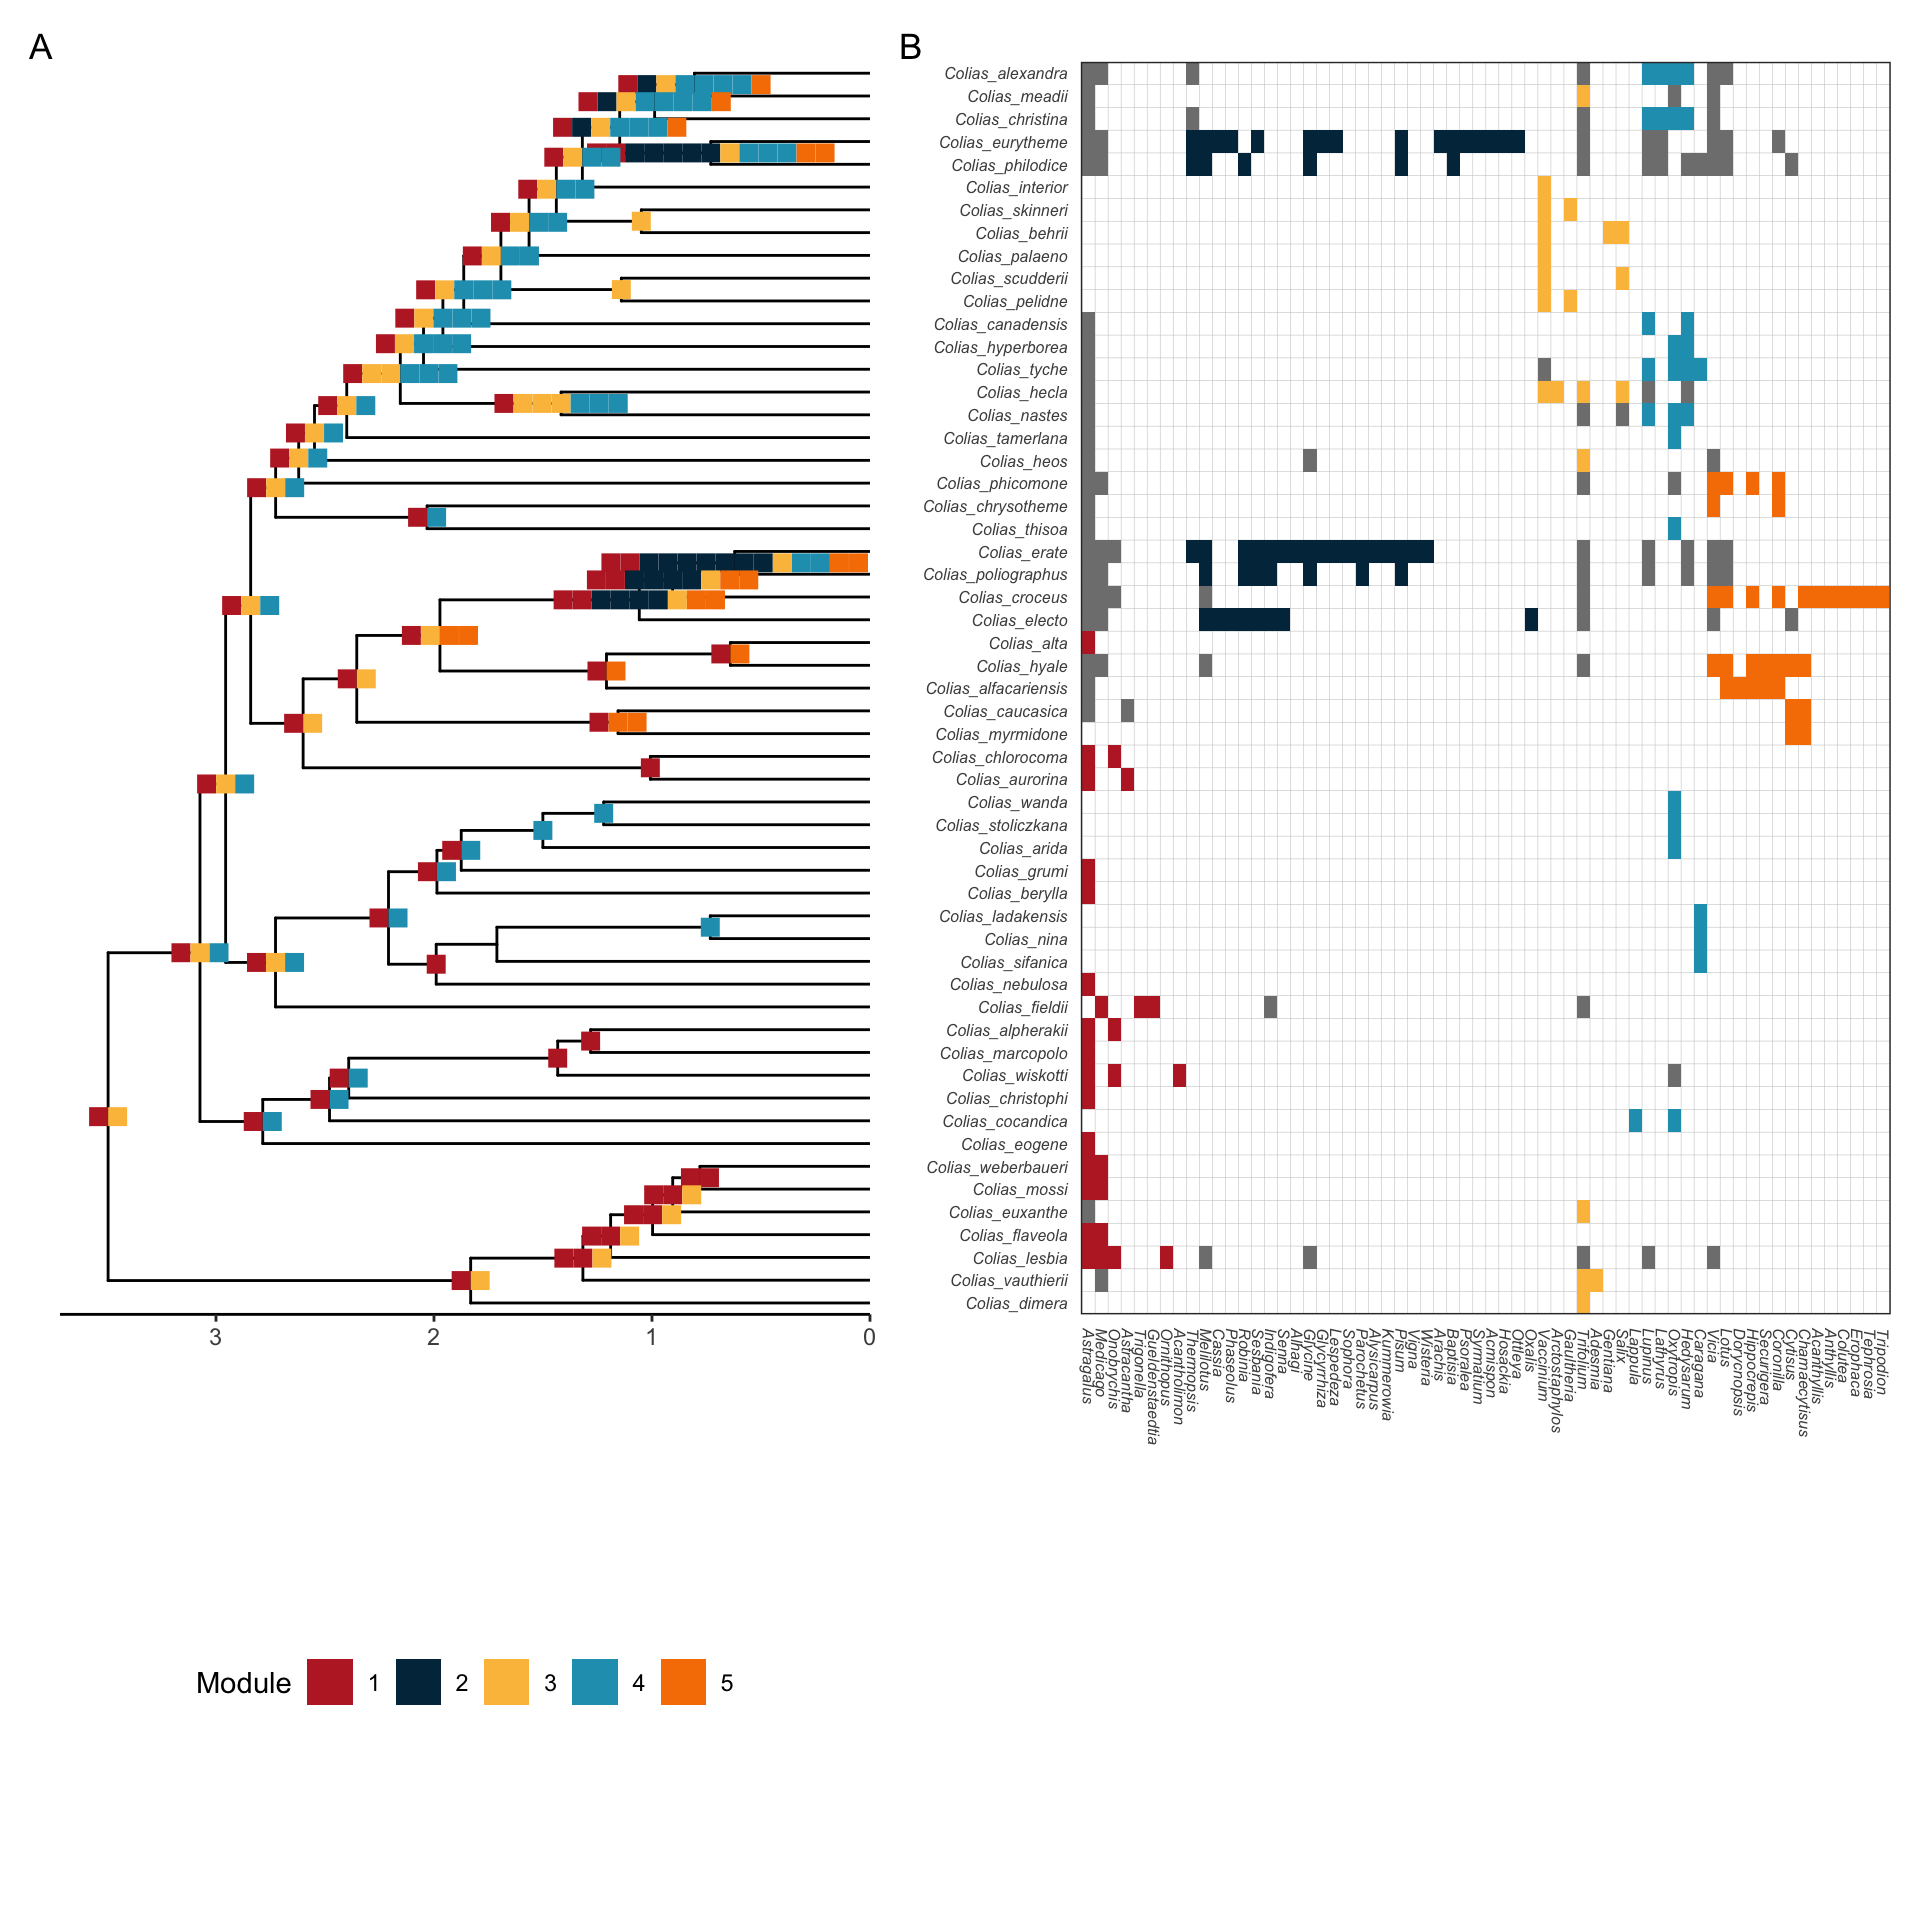 A
B
Colias_alexandra
Colias_meadii
Colias_christina
Colias_eurytheme
Colias_philodice
Colias_interior
Colias_skinneri
Colias_behrii
Colias_palaeno
Colias_scudderii
Colias_pelidne
Colias_canadensis
Colias_hyperborea
Colias_tyche
Colias_hecla
Colias_nastes
Colias_tamerlana
Colias_heos
Colias_phicomone
Colias_chrysotheme
Colias_thisoa
Colias_erate
Colias_poliographus
Colias_croceus
Colias_electo
Colias_alta
Colias_hyale
Colias_alfacariensis
Colias_caucasica
Colias_myrmidone
Colias_chlorocoma
Colias_aurorina
Colias_wanda
Colias_stoliczkana
Colias_arida
Colias_grumi
Colias_berylla
Colias_ladakensis
Colias_nina
Colias_sifanica
Colias_nebulosa
Colias_fieldii
Colias_alpherakii
Colias_marcopolo
Colias_wiskotti
Colias_christophi
Colias_cocandica
Colias_eogene
Colias_weberbaueri
Colias_mossi
Colias_euxanthe
Colias_flaveola
Colias_lesbia
Colias_vauthierii
Colias_dimera
3 2 1 0
Astragalus
Medicago
Onobrychis
Astracantha
Trigonella
Gueldenstaedtia
Ornithopus
Acantholimon
Thermopsis
Melilotus
Cassia
Phaseolus
Robinia
Sesbania
Indigofera
Senna
Alhagi
Glycine
Glycyrrhiza
Lespedeza
Sophora
Parochetus
Alysicarpus
Kummerowia
Pisum
Vigna
Wisteria
Arachis
Baptisia
Psoralea
Syrmatium
Acmispon
Hosackia
Ottleya
Oxalis
Vaccinium
Arctostaphylos
Gaultheria
Trifolium
Adesmia
Gentiana
Salix
Lappula
Lupinus
Lathyrus
Oxytropis
Hedysarum
Caragana
Vicia
Lotus
Dorycnopsis
Hippocrepis
Securigera
Coronilla
Cytisus
Chamaecytisus
Acanthyllis
Anthyllis
Colutea
Erophaca
Tephrosia
Tripodion
Module 1 2 3 4 5